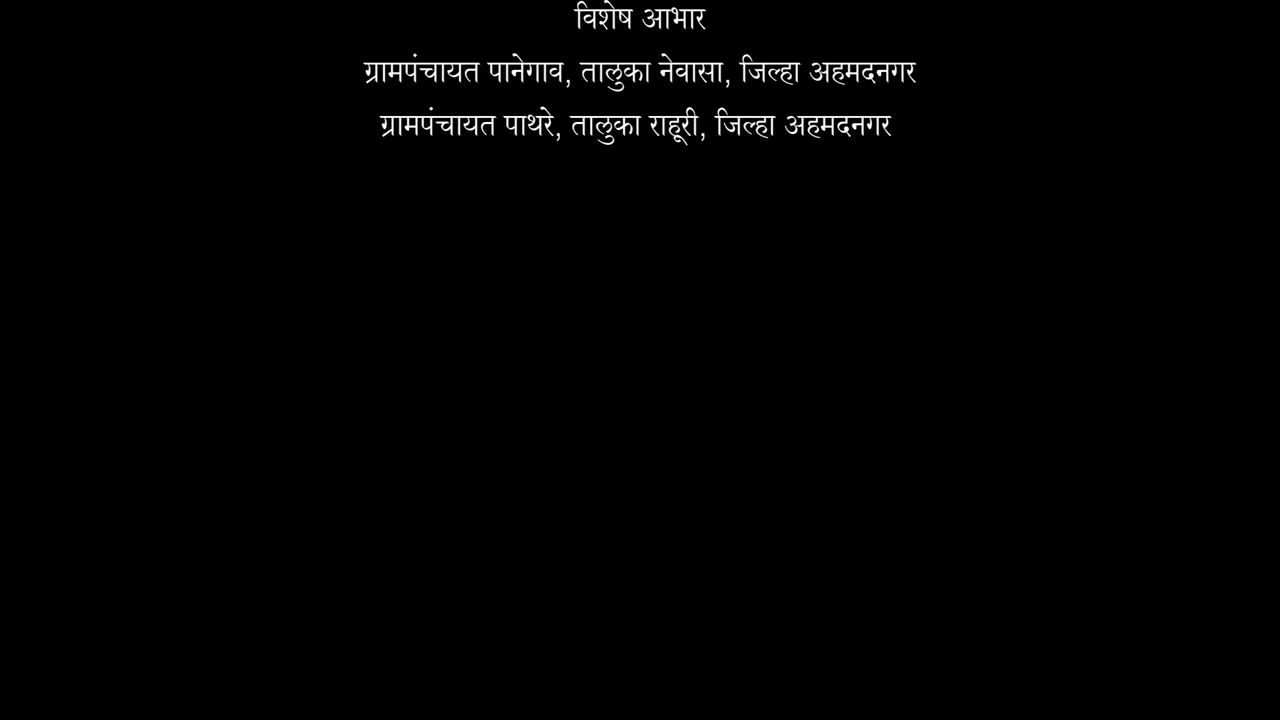 विशेष आभार
ग्रामपंचायत पानेगाव, तालुका नेवासा, जिल्हा अहमदनगर
ग्रामपंचायत पाथरे, तालुका राहूरी, जिल्हा अहमदनगर